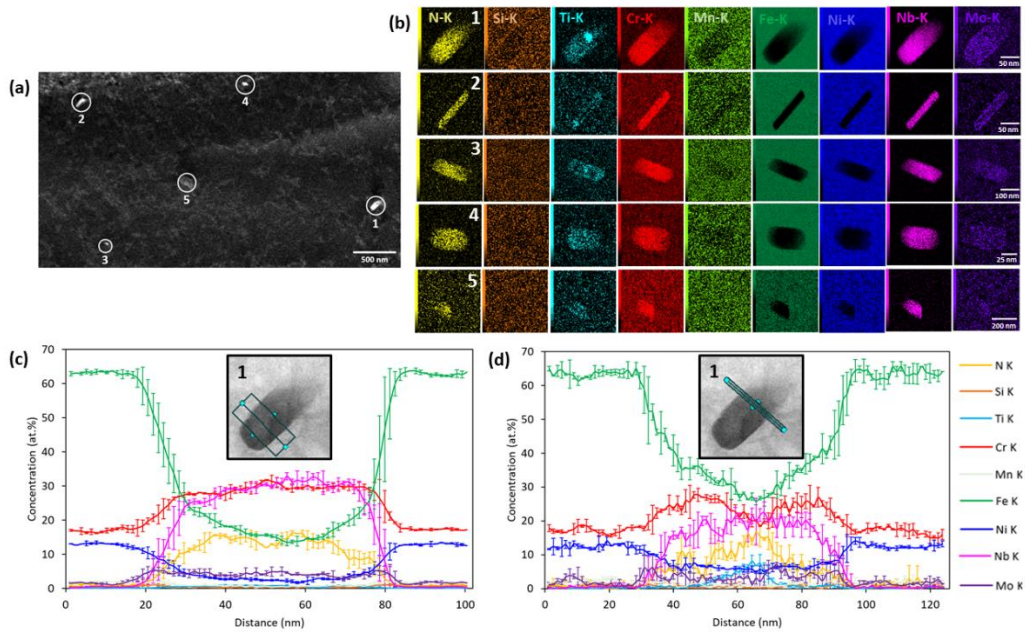 (a)
4
2
5
1
3
500 nm
(b)
N-K Si-K Ti-K Cr-K Mn-K Fe-K Ni-K Nb-K Mo-K
1
50 nm
2
50 nm
3
100 nm
4
25 nm
5
200 nm
(c)
1
70
60
50
40
30
20
10
0
Concentration (at.%)
0 20 40 60 80 100
Distance (nm)
(d)
1
70
60
50
40
30
20
10
0
Concentration (at.%)
0 20 40 60 80 100 120
Distance (nm)
N K
Si K
Ti K
Cr K
Mn K
Fe K
Ni K
Nb K
Mo K